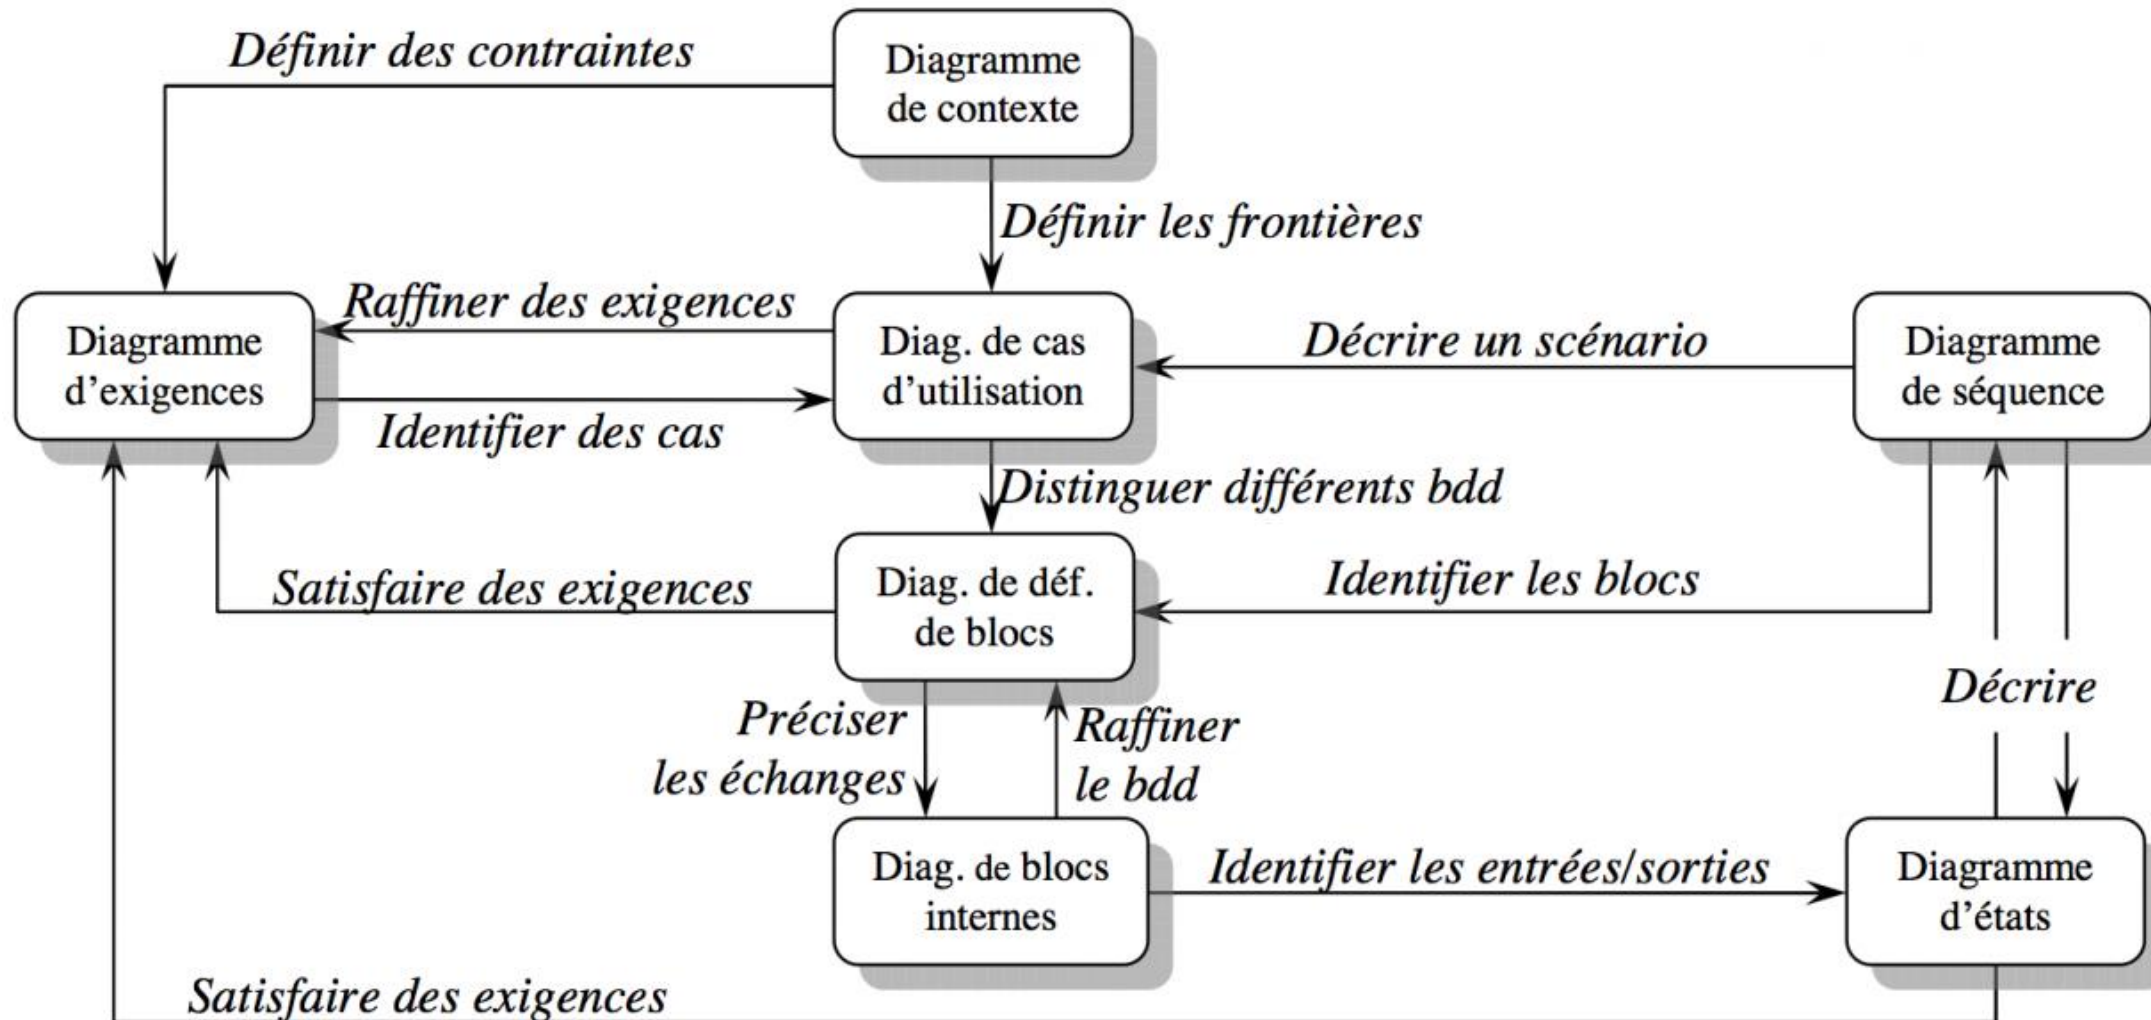 Définir des contraintes
Diagramme
de contexte
Définir les frontières
Diagramme
d'exigences
Raffiner des exigences
Identifier des cas
Diag. de cas
d'utilisation
Décrire un scénario
Diagramme
de séquence
Distinguer différents bdd
Satisfaire des exigences
Diag. de déf.
de blocs
Identifier les blocs
Préciser
les échanges
Raffiner
le bdd
Décrire
Diag. de blocs
internes
Identifier les entrées/sorties
Diagramme
d'états
Satisfaire des exigences